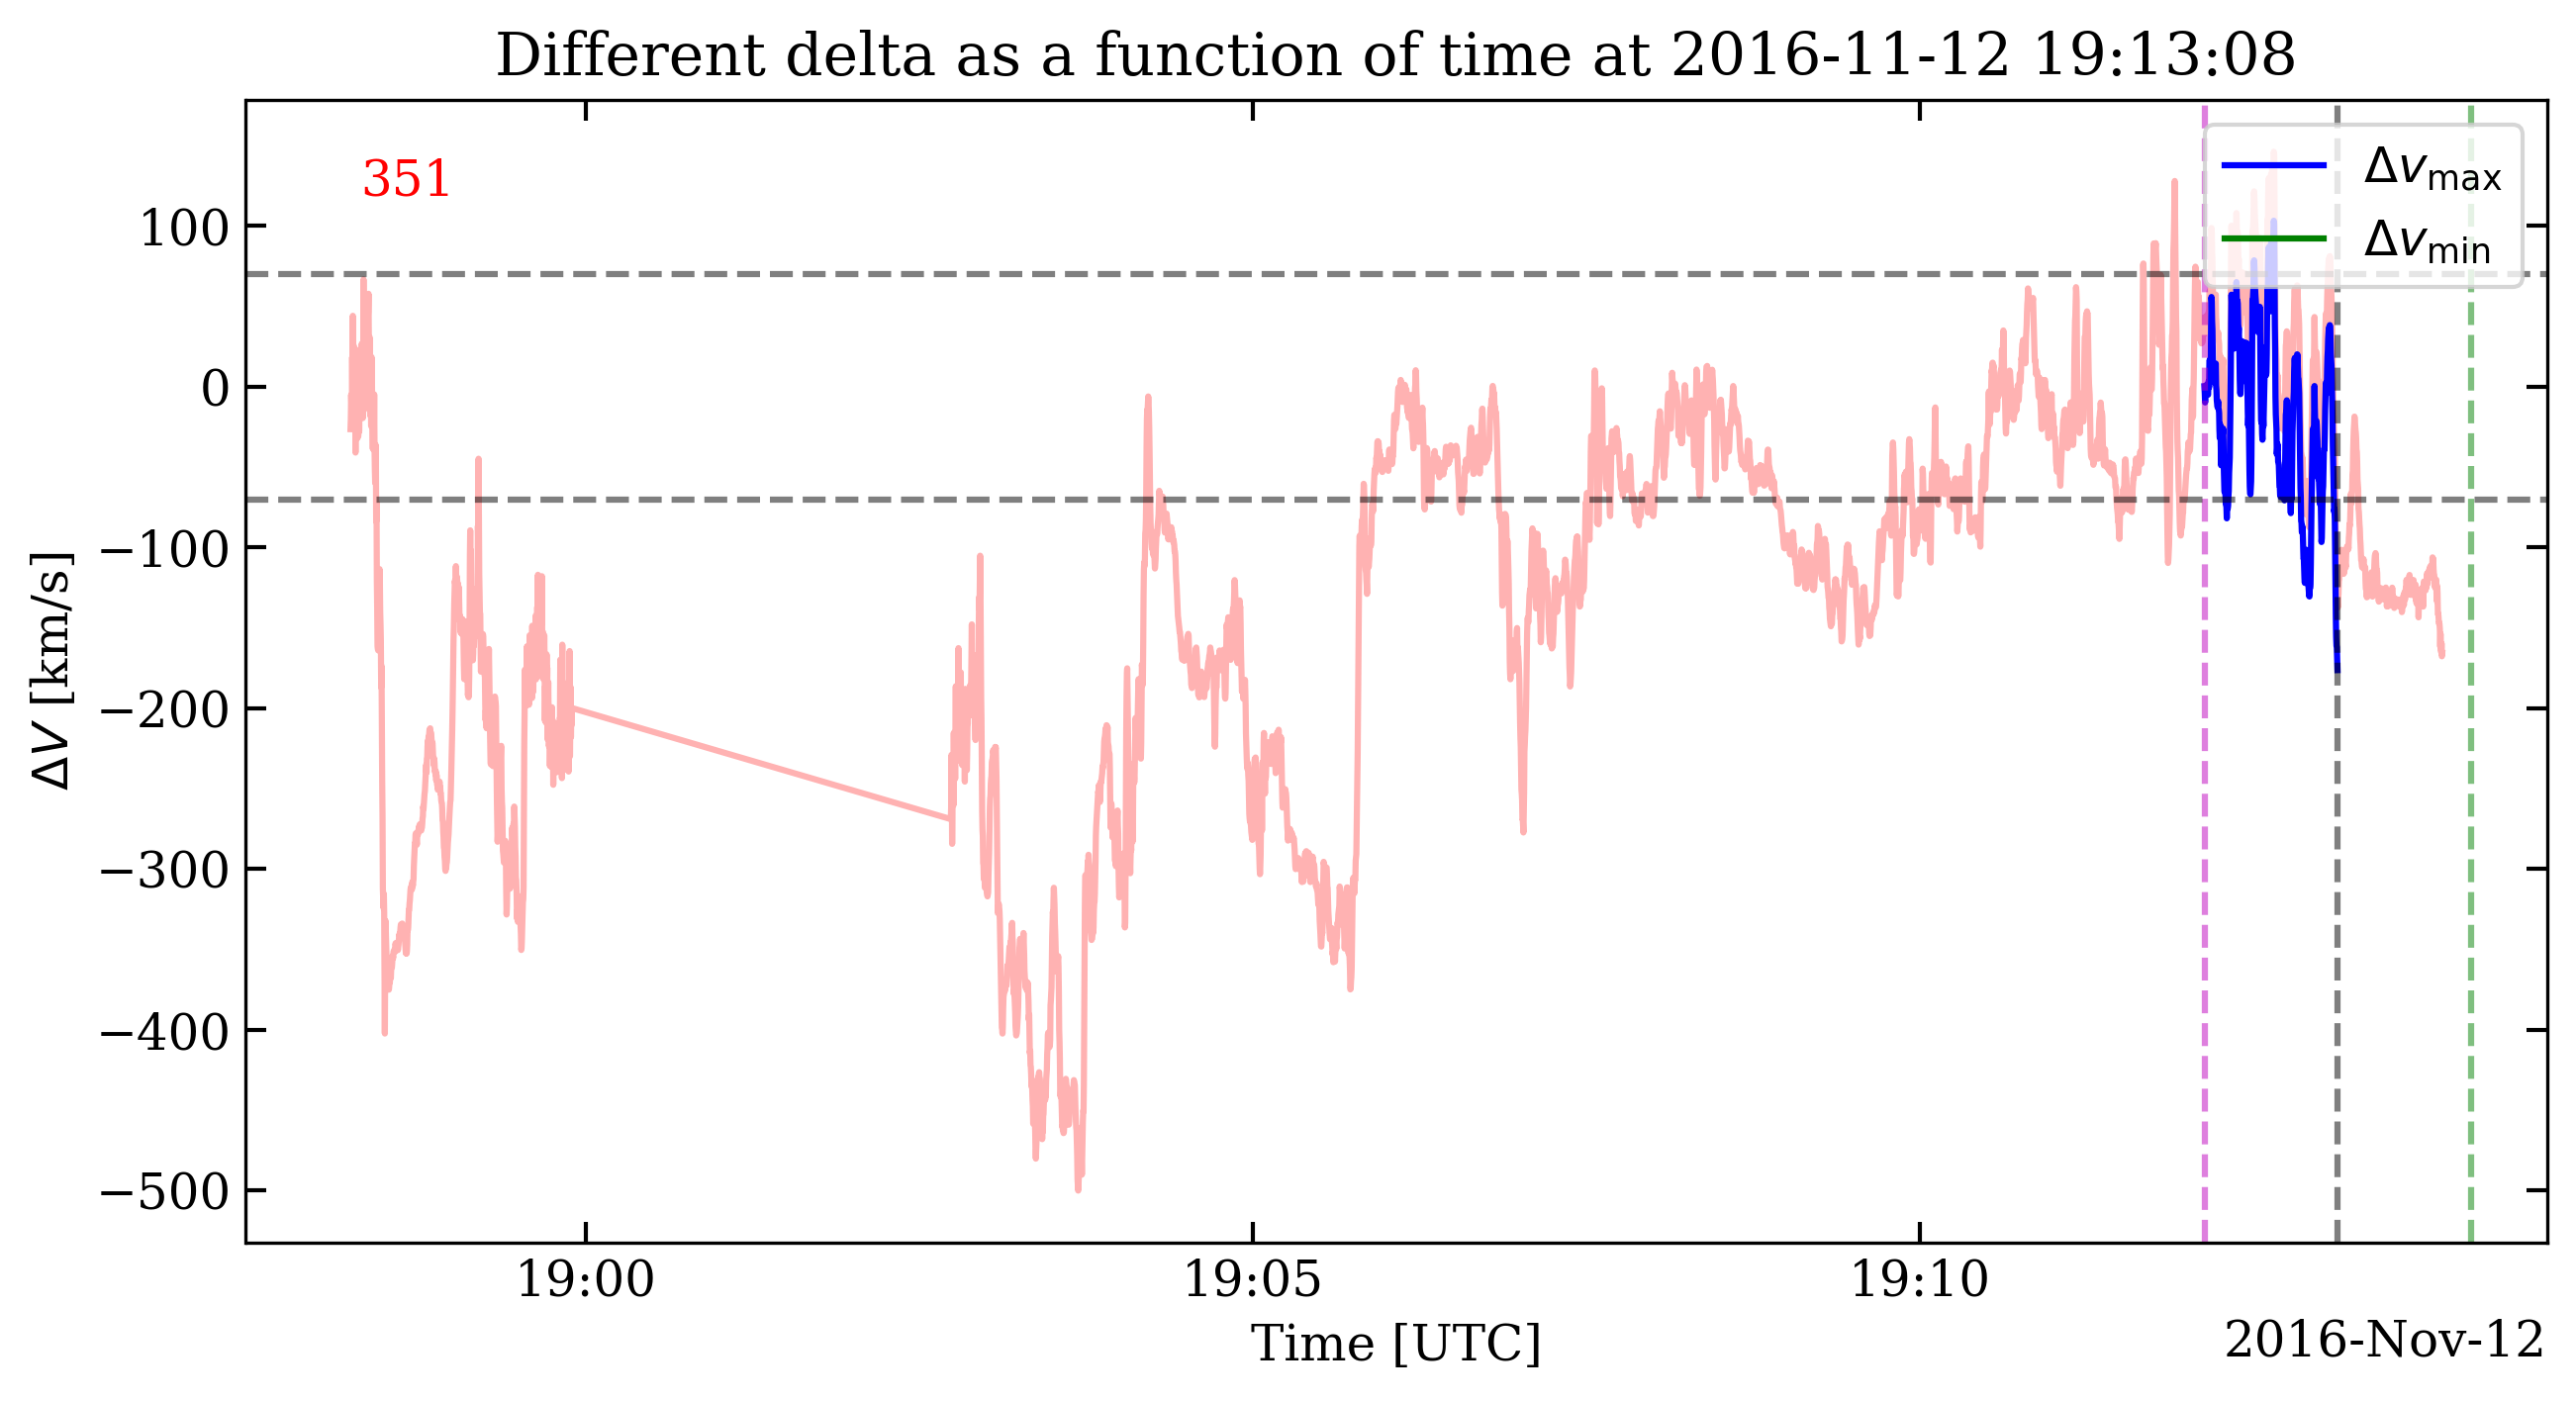 Different delta as a function of time at 2016-11-12 19:13:08
351
Δv_max
Δv_min
100
0
−100
−200
−300
−400
−500
ΔV [km/s]
19:00
19:05
19:10
Time [UTC]
2016-Nov-12